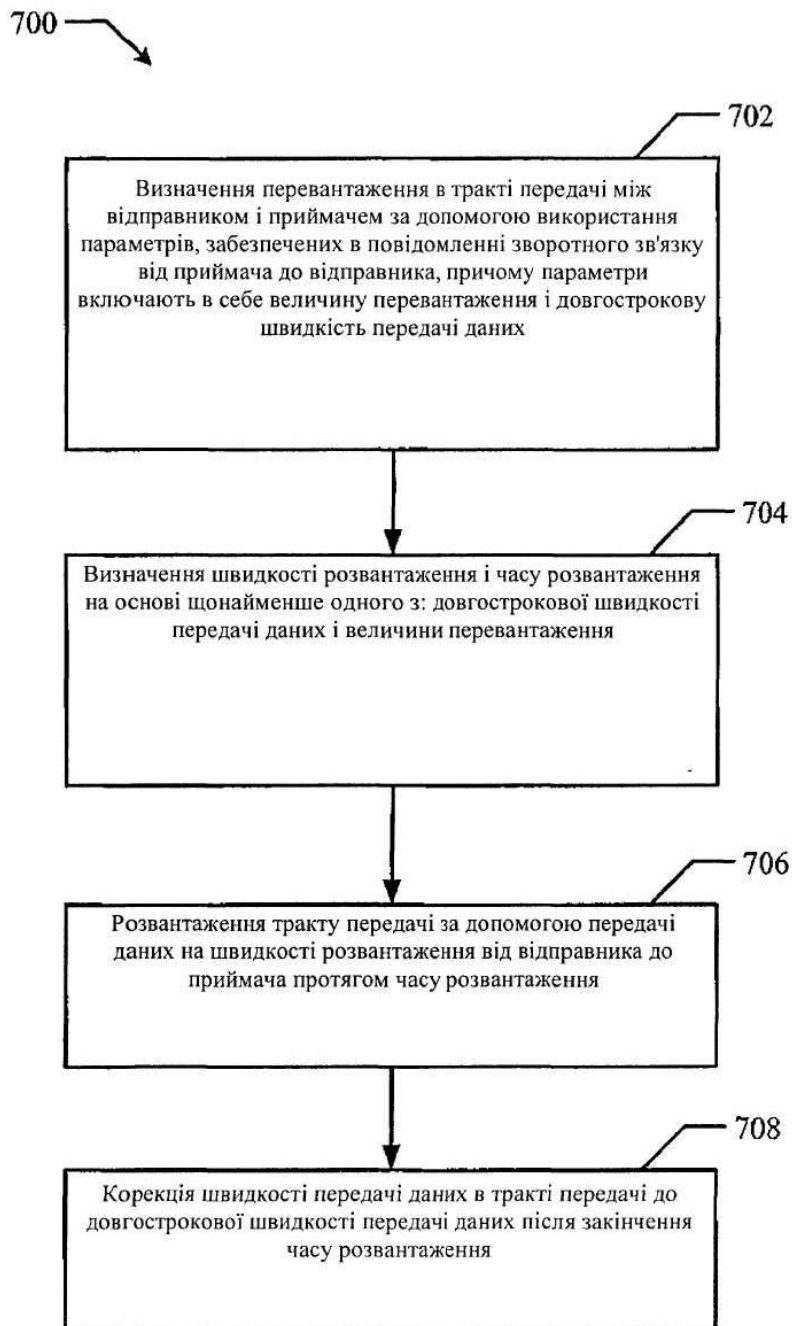 700
702
Визначення перевантаження в тракті передачі між
відправником і приймачем за допомогою використання
параметрів, забезпечених в повідомленні зворотного зв'язку
від приймача до відправника, причому параметри
включають в себе величину перевантаження і довгострокову
швидкість передачі даних
704
Визначення швидкості розвантаження і часу розвантаження
на основі щонайменше одного з: довгострокової швидкості
передачі даних і величини перевантаження
706
Розвантаження тракту передачі за допомогою передачі
даних на швидкості розвантаження від відправника до
приймача протягом часу розвантаження
708
Корекція швидкості передачі даних в тракті передачі до
довгострокової швидкості передачі даних після закінчення
часу розвантаження